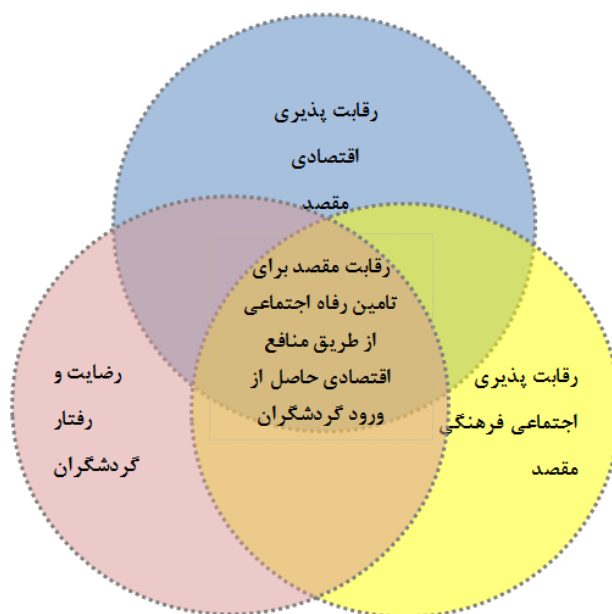 رقابت پذیری
اقتصادی
مقصد
رقابت مقصد برای
تامین رفاه اجتماعی
از طریق منافع
اقتصادی حاصل از
ورود گردشگران
رقابت پذیری
اجتماعی فرهنگی
مقصد
رضایت و
رفتار
گردشگران